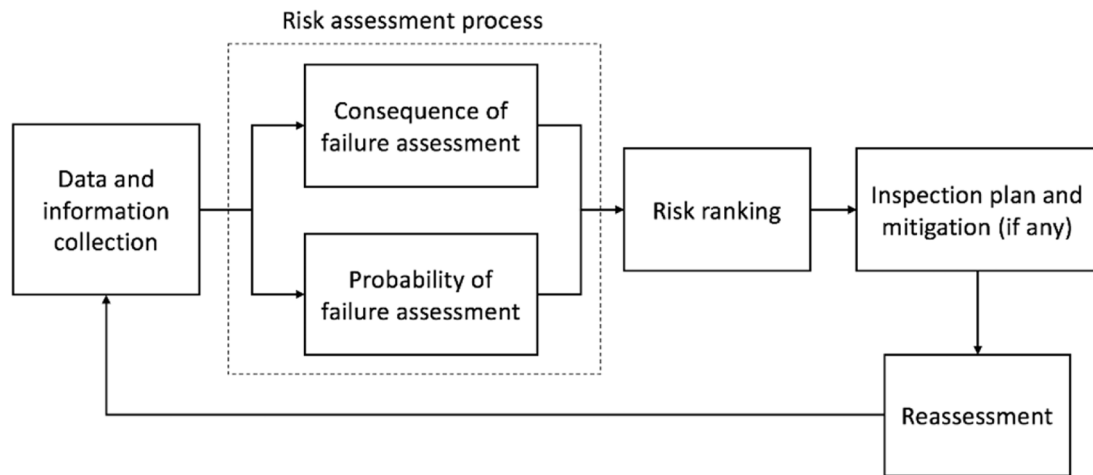 Risk assessment process
Consequence of
failure assessment
Data and
information
collection
Probability of
failure assessment
Risk ranking
Inspection plan and
mitigation (if any)
Reassessment